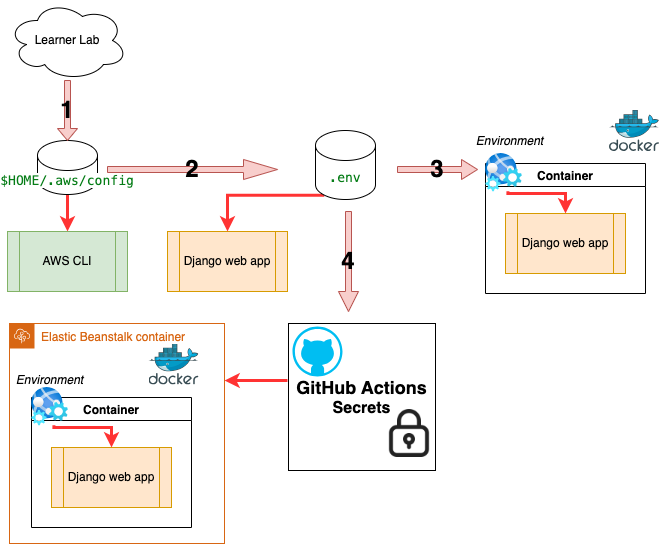 Learner Lab
1
$HOME/.aws/config
2
.env
3
Environment
docker
Container
Django web app
AWS CLI
Django web app
4
Elastic Beanstalk container
docker
Environment
Container
Django web app
GitHub Actions
Secrets